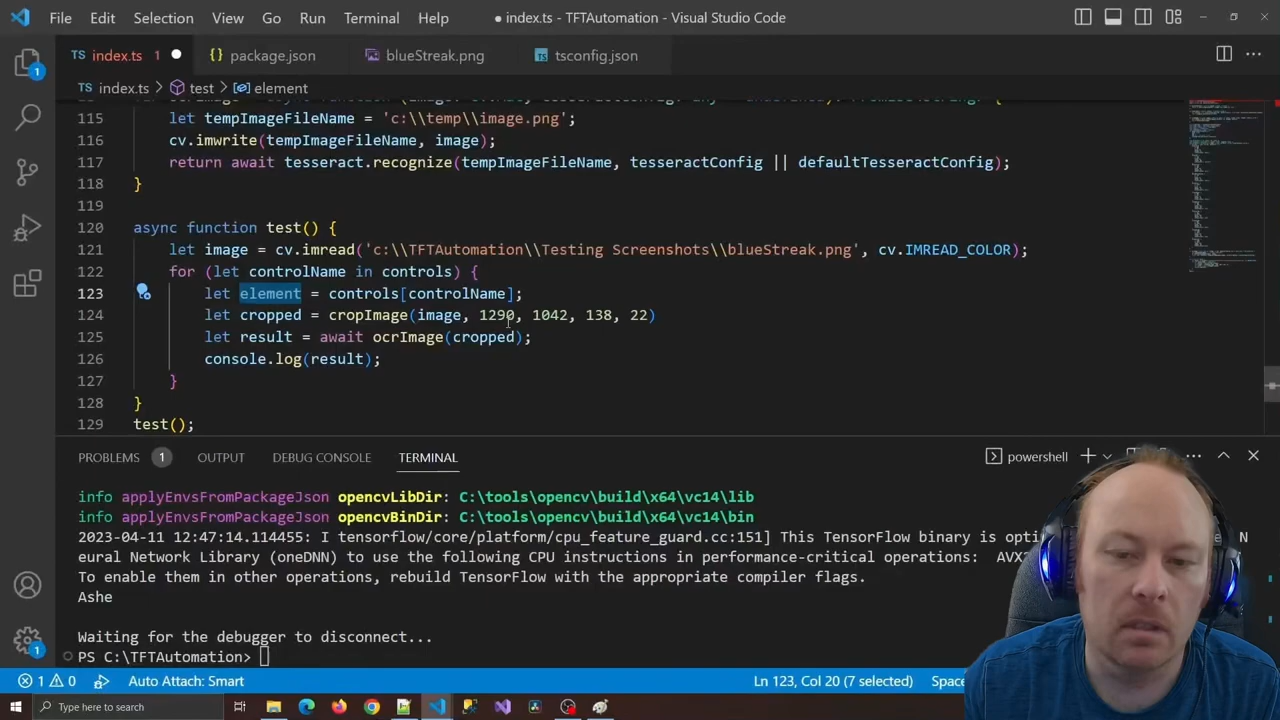 File Edit Selection View Go Run Terminal Help ● index.ts - TFTAutomation - Visual Studio Code
TS index.ts 1 ● {} package.json blueStreak.png TS tsconfig.json
TS index.ts > test > element
115 let tempImageFileName = 'c:\\temp\\image.png';
116 cv.imwrite(tempImageFileName, image);
117 return await tesseract.recognize(tempImageFileName, tesseractConfig || defaultTesseractConfig);
118 }
119
120 async function test() {
121 let image = cv.imread('c:\\TFTAutomation\\Testing Screenshots\\blueStreak.png', cv.IMREAD_COLOR);
122 for (let controlName in controls) {
123 let element = controls[controlName];
124 let cropped = cropImage(image, 1290, 1042, 138, 22)
125 let result = await ocrImage(cropped);
126 console.log(result);
127 }
128 }
129 test();
PROBLEMS 1 OUTPUT DEBUG CONSOLE TERMINAL powershell
info applyEnvsFromPackageJson opencvLibDir: C:\tools\opencv\build\x64\vc14\lib
info applyEnvsFromPackageJson opencvBinDir: C:\tools\opencv\build\x64\vc14\bin
2023-04-11 12:47:14.114455: I tensorflow/core/platform/cpu_feature_guard.cc:151] This TensorFlow binary is opti N
eural Network Library (oneDNN) to use the following CPU instructions in performance-critical operations: AVX
To enable them in other operations, rebuild TensorFlow with the appropriate compiler flags.
Ashe
Waiting for the debugger to disconnect...
PS C:\TFTAutomation>
1 0 Auto Attach: Smart Ln 123, Col 20 (7 selected) Space
Type here to search